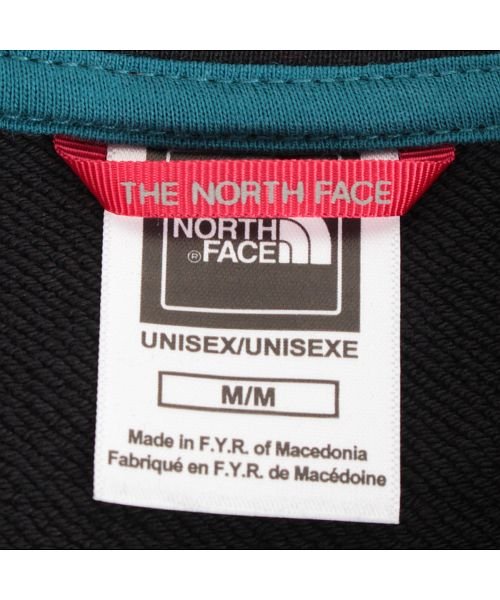 THE NORTH FACE
NORTH
FACE
®
UNISEX/UNISEXE
M/M
Made in F.Y.R. of Macedonia
Fabriqué en F.Y.R. de Macédoine